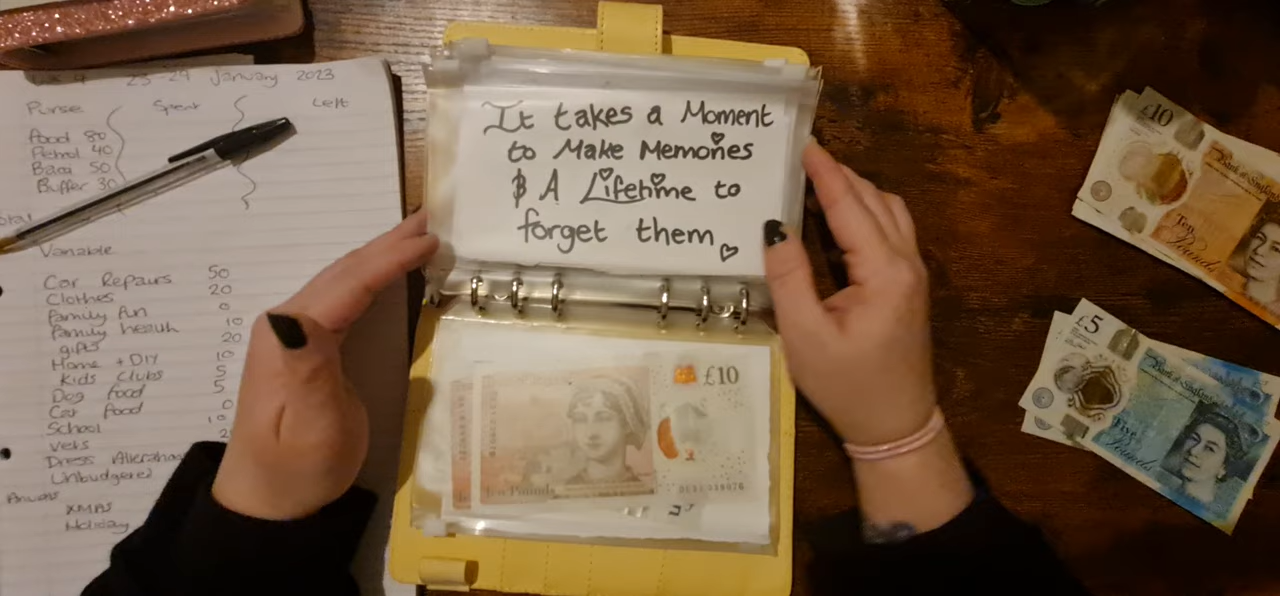 23-29 January 2023
Purse Spent Left
Food 80
Petrol 40
Buffer 30
Variable
Car Repairs 50
Clothes 20
Family fun 0
Family health 10
gifts 20
Home + DIY 10
Kids Clubs 5
Dog food 5
Cat food 0
School 10
Vets
Dress Alterations
Unbudgeted
Annuals
XMAS
Holiday
It takes a Moment
to Make Memories
& A Lifetime to
forget them
£10
Ten Pounds
£10
Bank of England
Ten
Pounds
£5
Bank of England
Five
Pounds